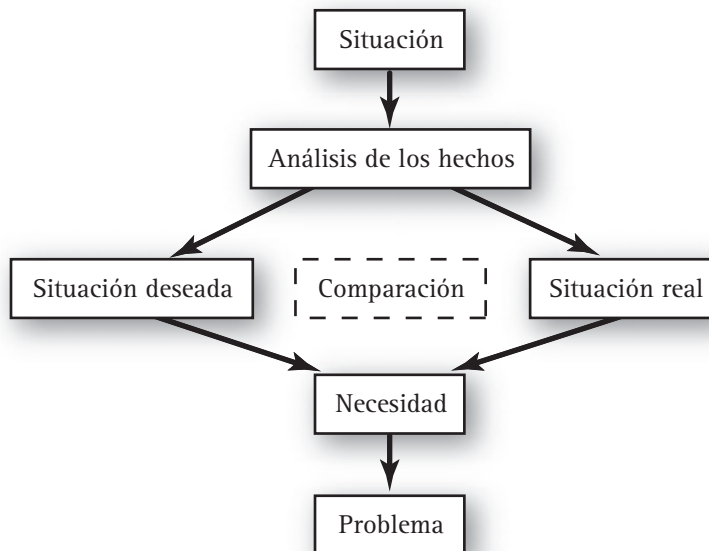 Situación
Análisis de los hechos
Situación deseada
Comparación
Situación real
Necesidad
Problema